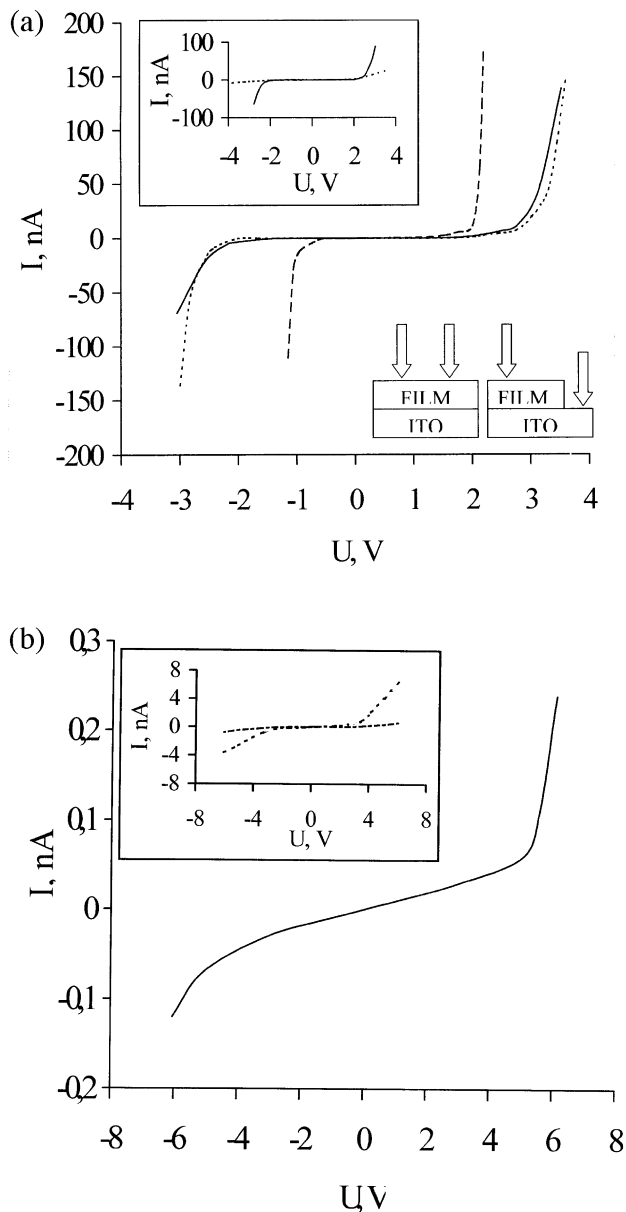 (a)
100
0
-100
I, nA
-4 -2 0 2 4
U, V
200
150
100
50
0
-50
-100
-150
-200
I, nA
FILM FILM
ITO ITO
-4 -3 -2 -1 0 1 2 3 4
U, V
(b)
0,3
0,2
0,1
0
-0,1
-0,2
I, nA
8
4
0
-4
-8
I, nA
-8 -4 0 4 8
U, V
-8 -6 -4 -2 0 2 4 6 8
U,V